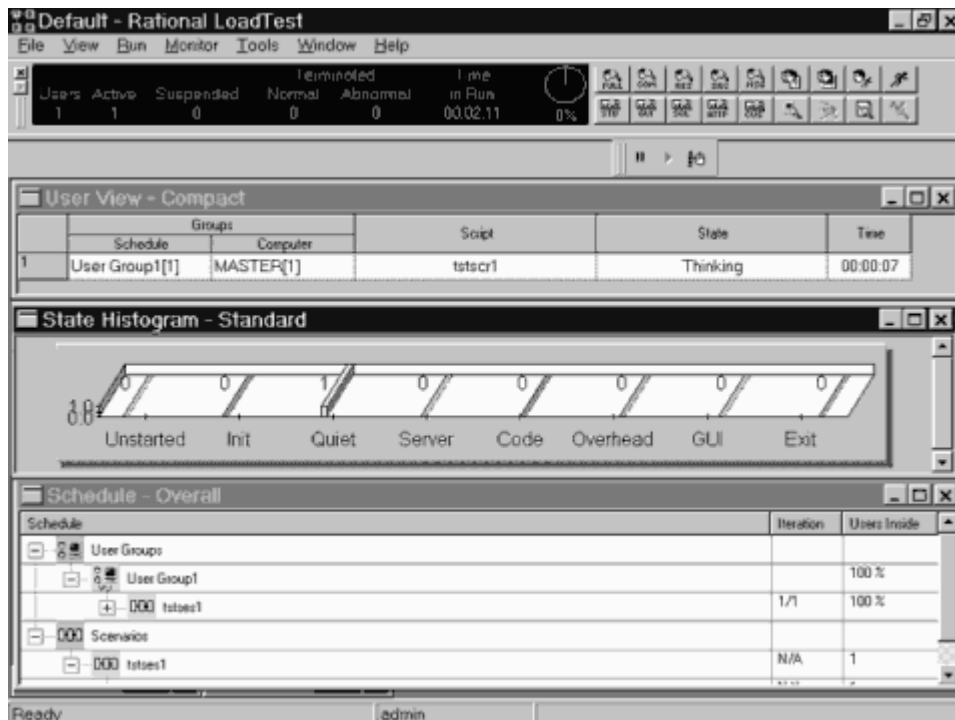 Default - Rational LoadTest
File View Run Monitor Tools Window Help
Terminated Time
Users Active Suspended Normal Abnormal in Run
1 1 0 0 0 00:02:11 0%
User View - Compact
Groups Script State Time
Schedule Computer
1 User Group1[1] MASTER[1] tstscr1 Thinking 00:00:07
State Histogram - Standard
0 0 1 0 0 0 0 0
1.0
0.0
Unstarted Init Quiet Server Code Overhead GUI Exit
Schedule - Overall
Schedule Iteration Users Inside
User Groups
User Group1 100 %
tstses1 1/1 100 %
Scenarios
tstses1 N/A 1
Ready admin